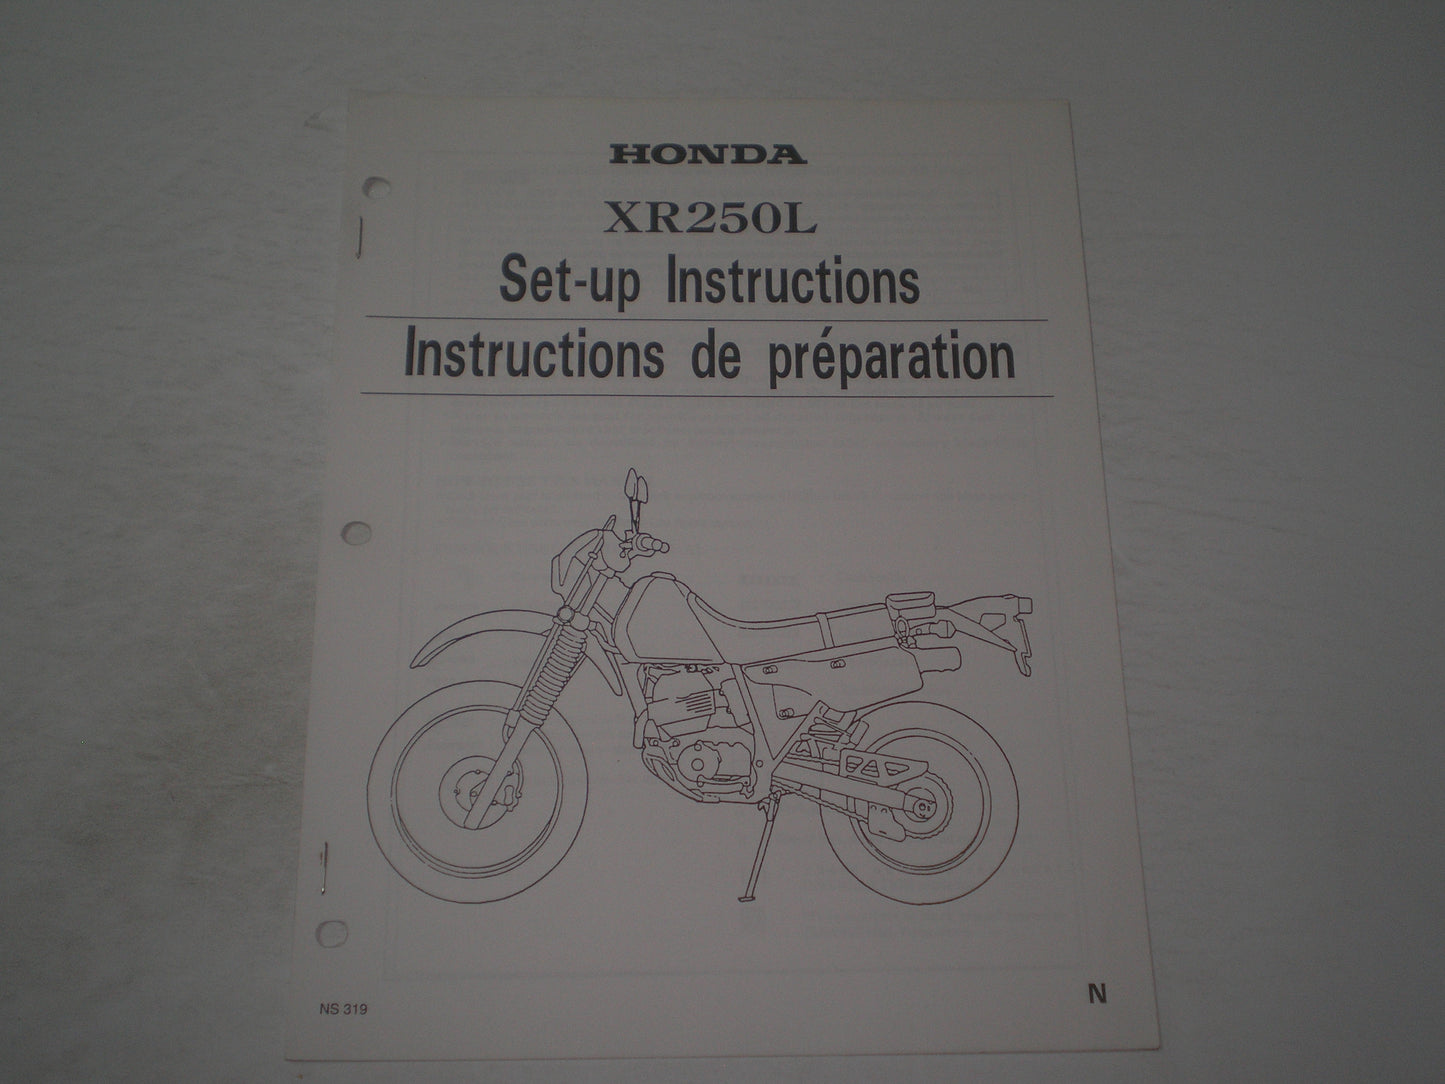 HONDA
XR250L
Set-up Instructions
Instructions de préparation
NS 319
N